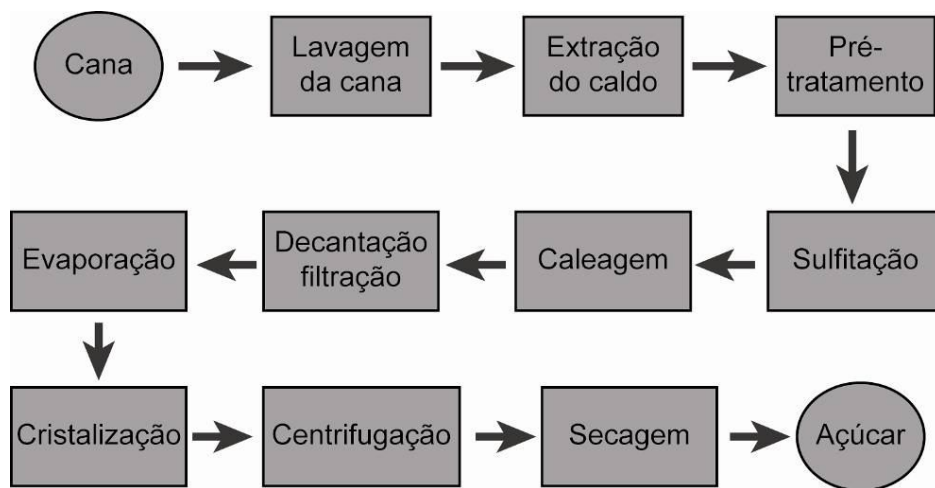 Cana
Lavagem
da cana
Extração
do caldo
Pré-
tratamento
Sulfitação
Caleagem
Decantação
filtração
Evaporação
Cristalização
Centrifugação
Secagem
Açúcar